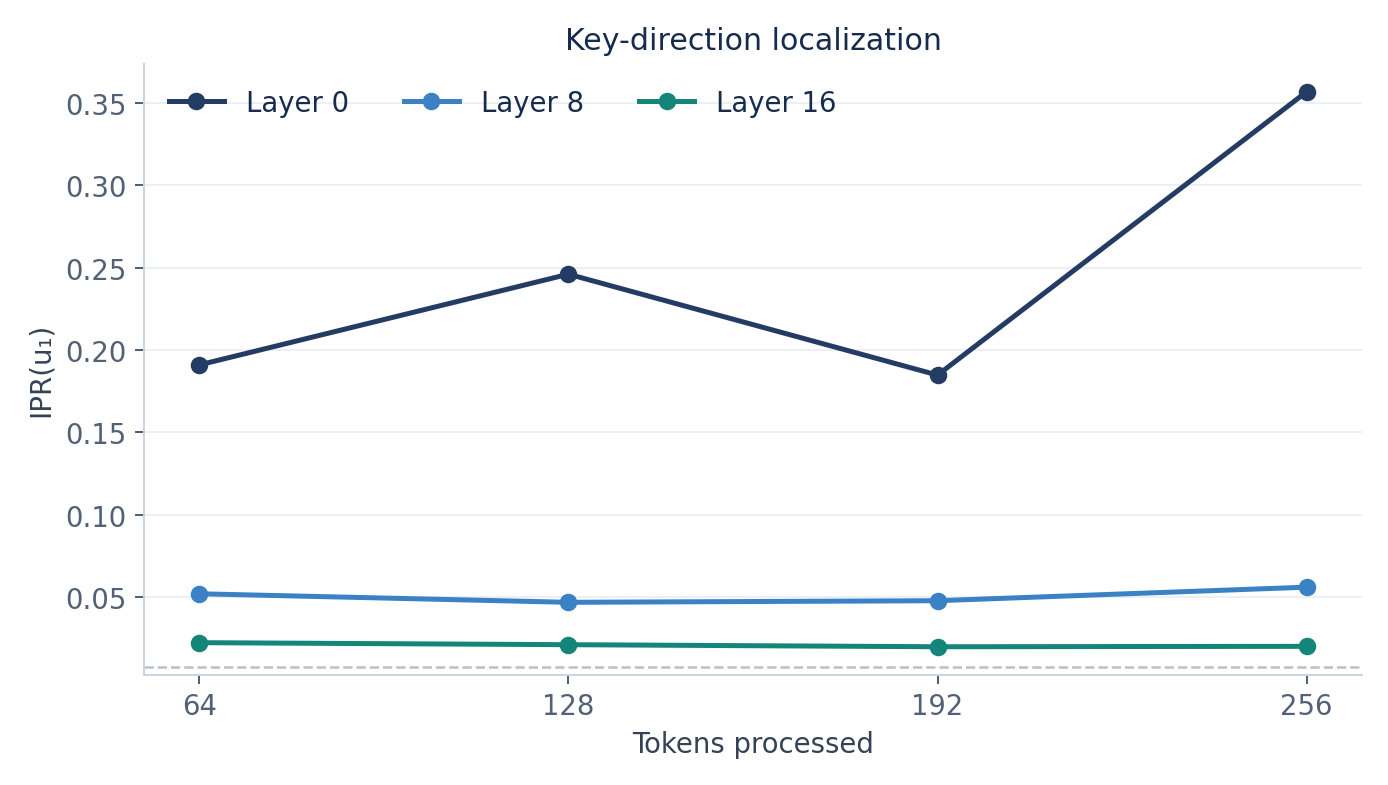 Key-direction localization
Layer 0 Layer 8 Layer 16
0.35
0.30
0.25
0.20
0.15
0.10
0.05
IPR(u₁)
64 128 192 256
Tokens processed